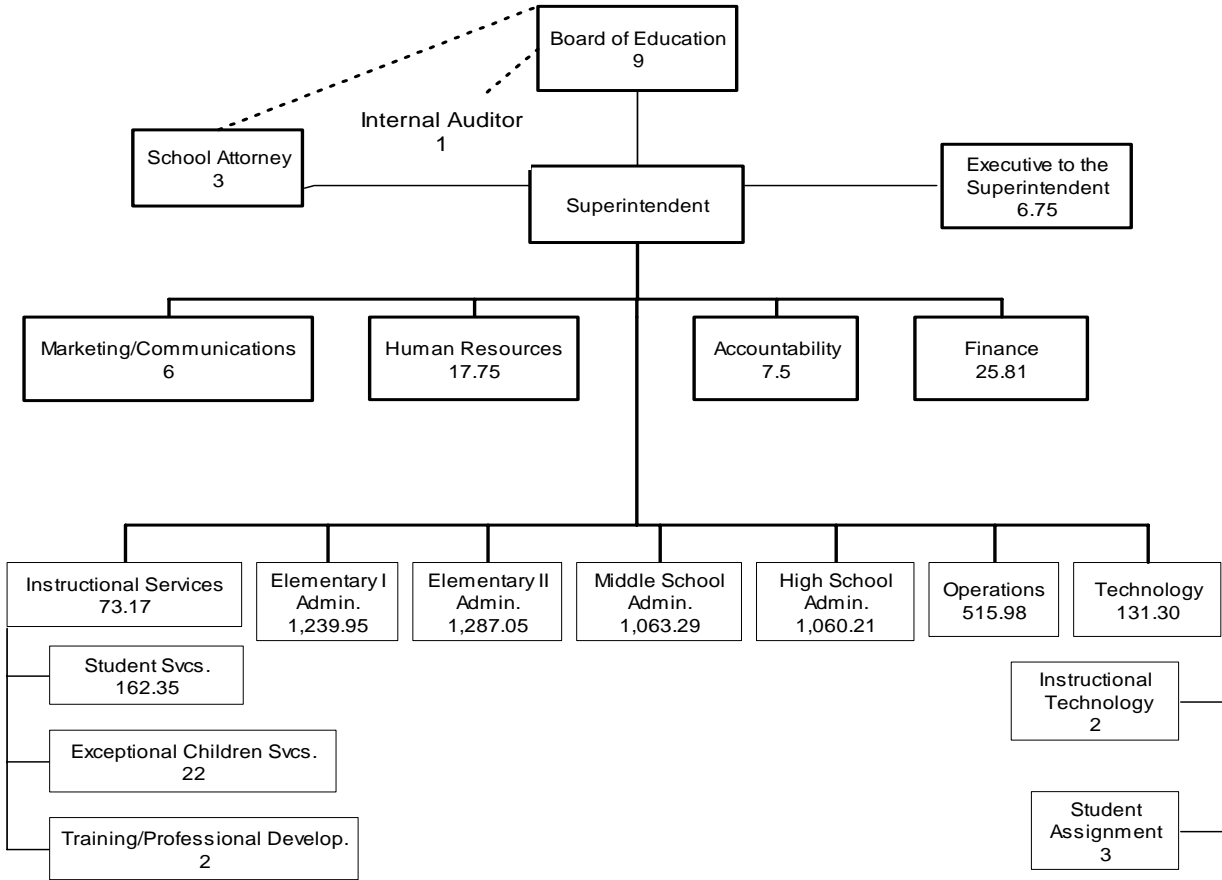 Board of Education
9
Internal Auditor
1
School Attorney
3
Executive to the
Superintendent
6.75
Superintendent
Marketing/Communications
6
Human Resources
17.75
Accountability
7.5
Finance
25.81
Instructional Services
73.17
Elementary I
Admin.
1,239.95
Elementary II
Admin.
1,287.05
Middle School
Admin.
1,063.29
High School
Admin.
1,060.21
Operations
515.98
Technology
131.30
Student Svcs.
162.35
Exceptional Children Svcs.
22
Training/Professional Develop.
2
Instructional
Technology
2
Student
Assignment
3